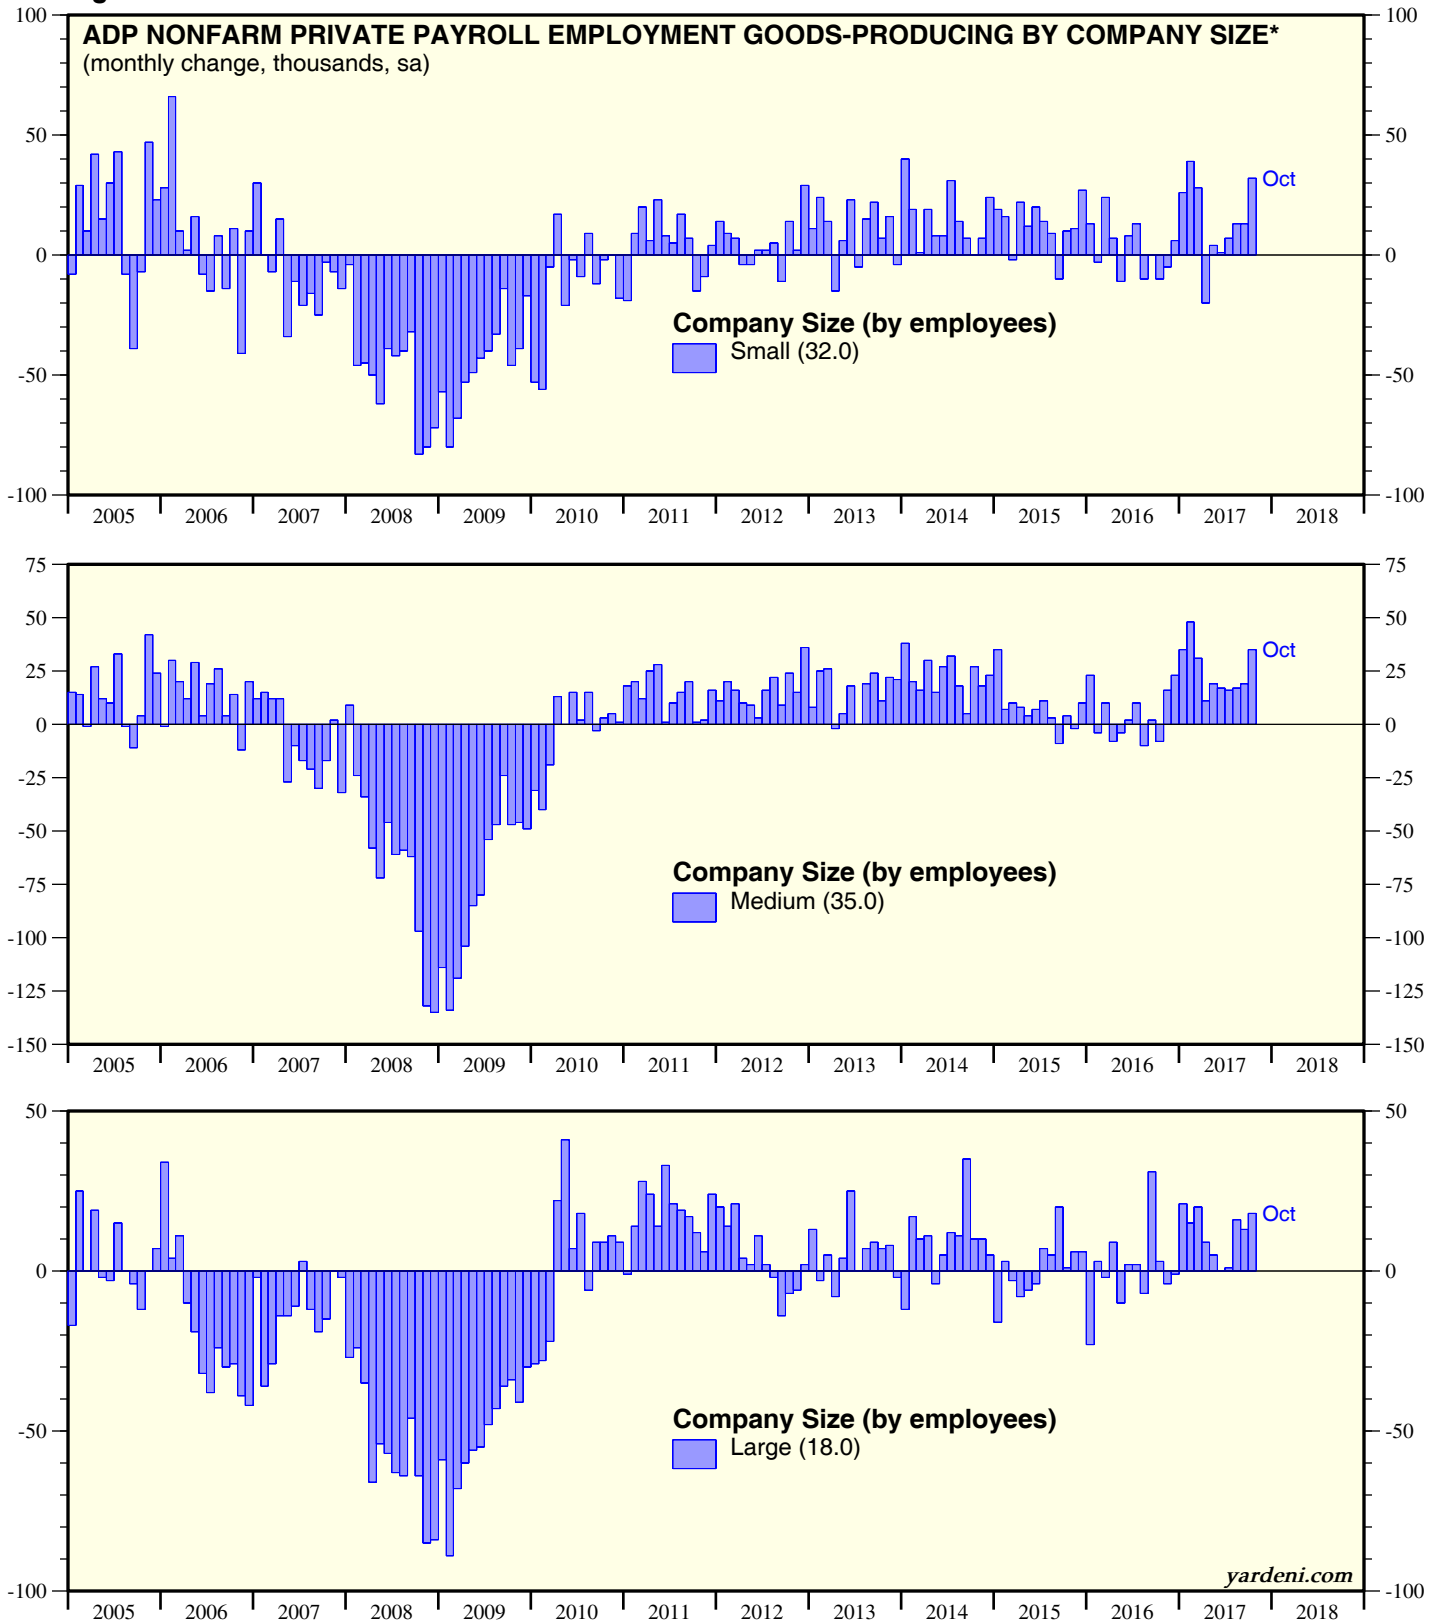 100 100
ADP NONFARM PRIVATE PAYROLL EMPLOYMENT GOODS-PRODUCING BY COMPANY SIZE*
(monthly change, thousands, sa)
50 50
Oct
0 0
Company Size (by employees)
Small (32.0)
-50 -50
-100 -100
2005 2006 2007 2008 2009 2010 2011 2012 2013 2014 2015 2016 2017 2018
75 75
50 50
Oct
25 25
0 0
-25 -25
-50 -50
Company Size (by employees)
-75 -75
Medium (35.0)
-100 -100
-125 -125
-150 -150
2005 2006 2007 2008 2009 2010 2011 2012 2013 2014 2015 2016 2017 2018
50 50
Oct
0 0
Company Size (by employees)
-50 -50
Large (18.0)
yardeni.com
-100 -100
2005 2006 2007 2008 2009 2010 2011 2012 2013 2014 2015 2016 2017 2018